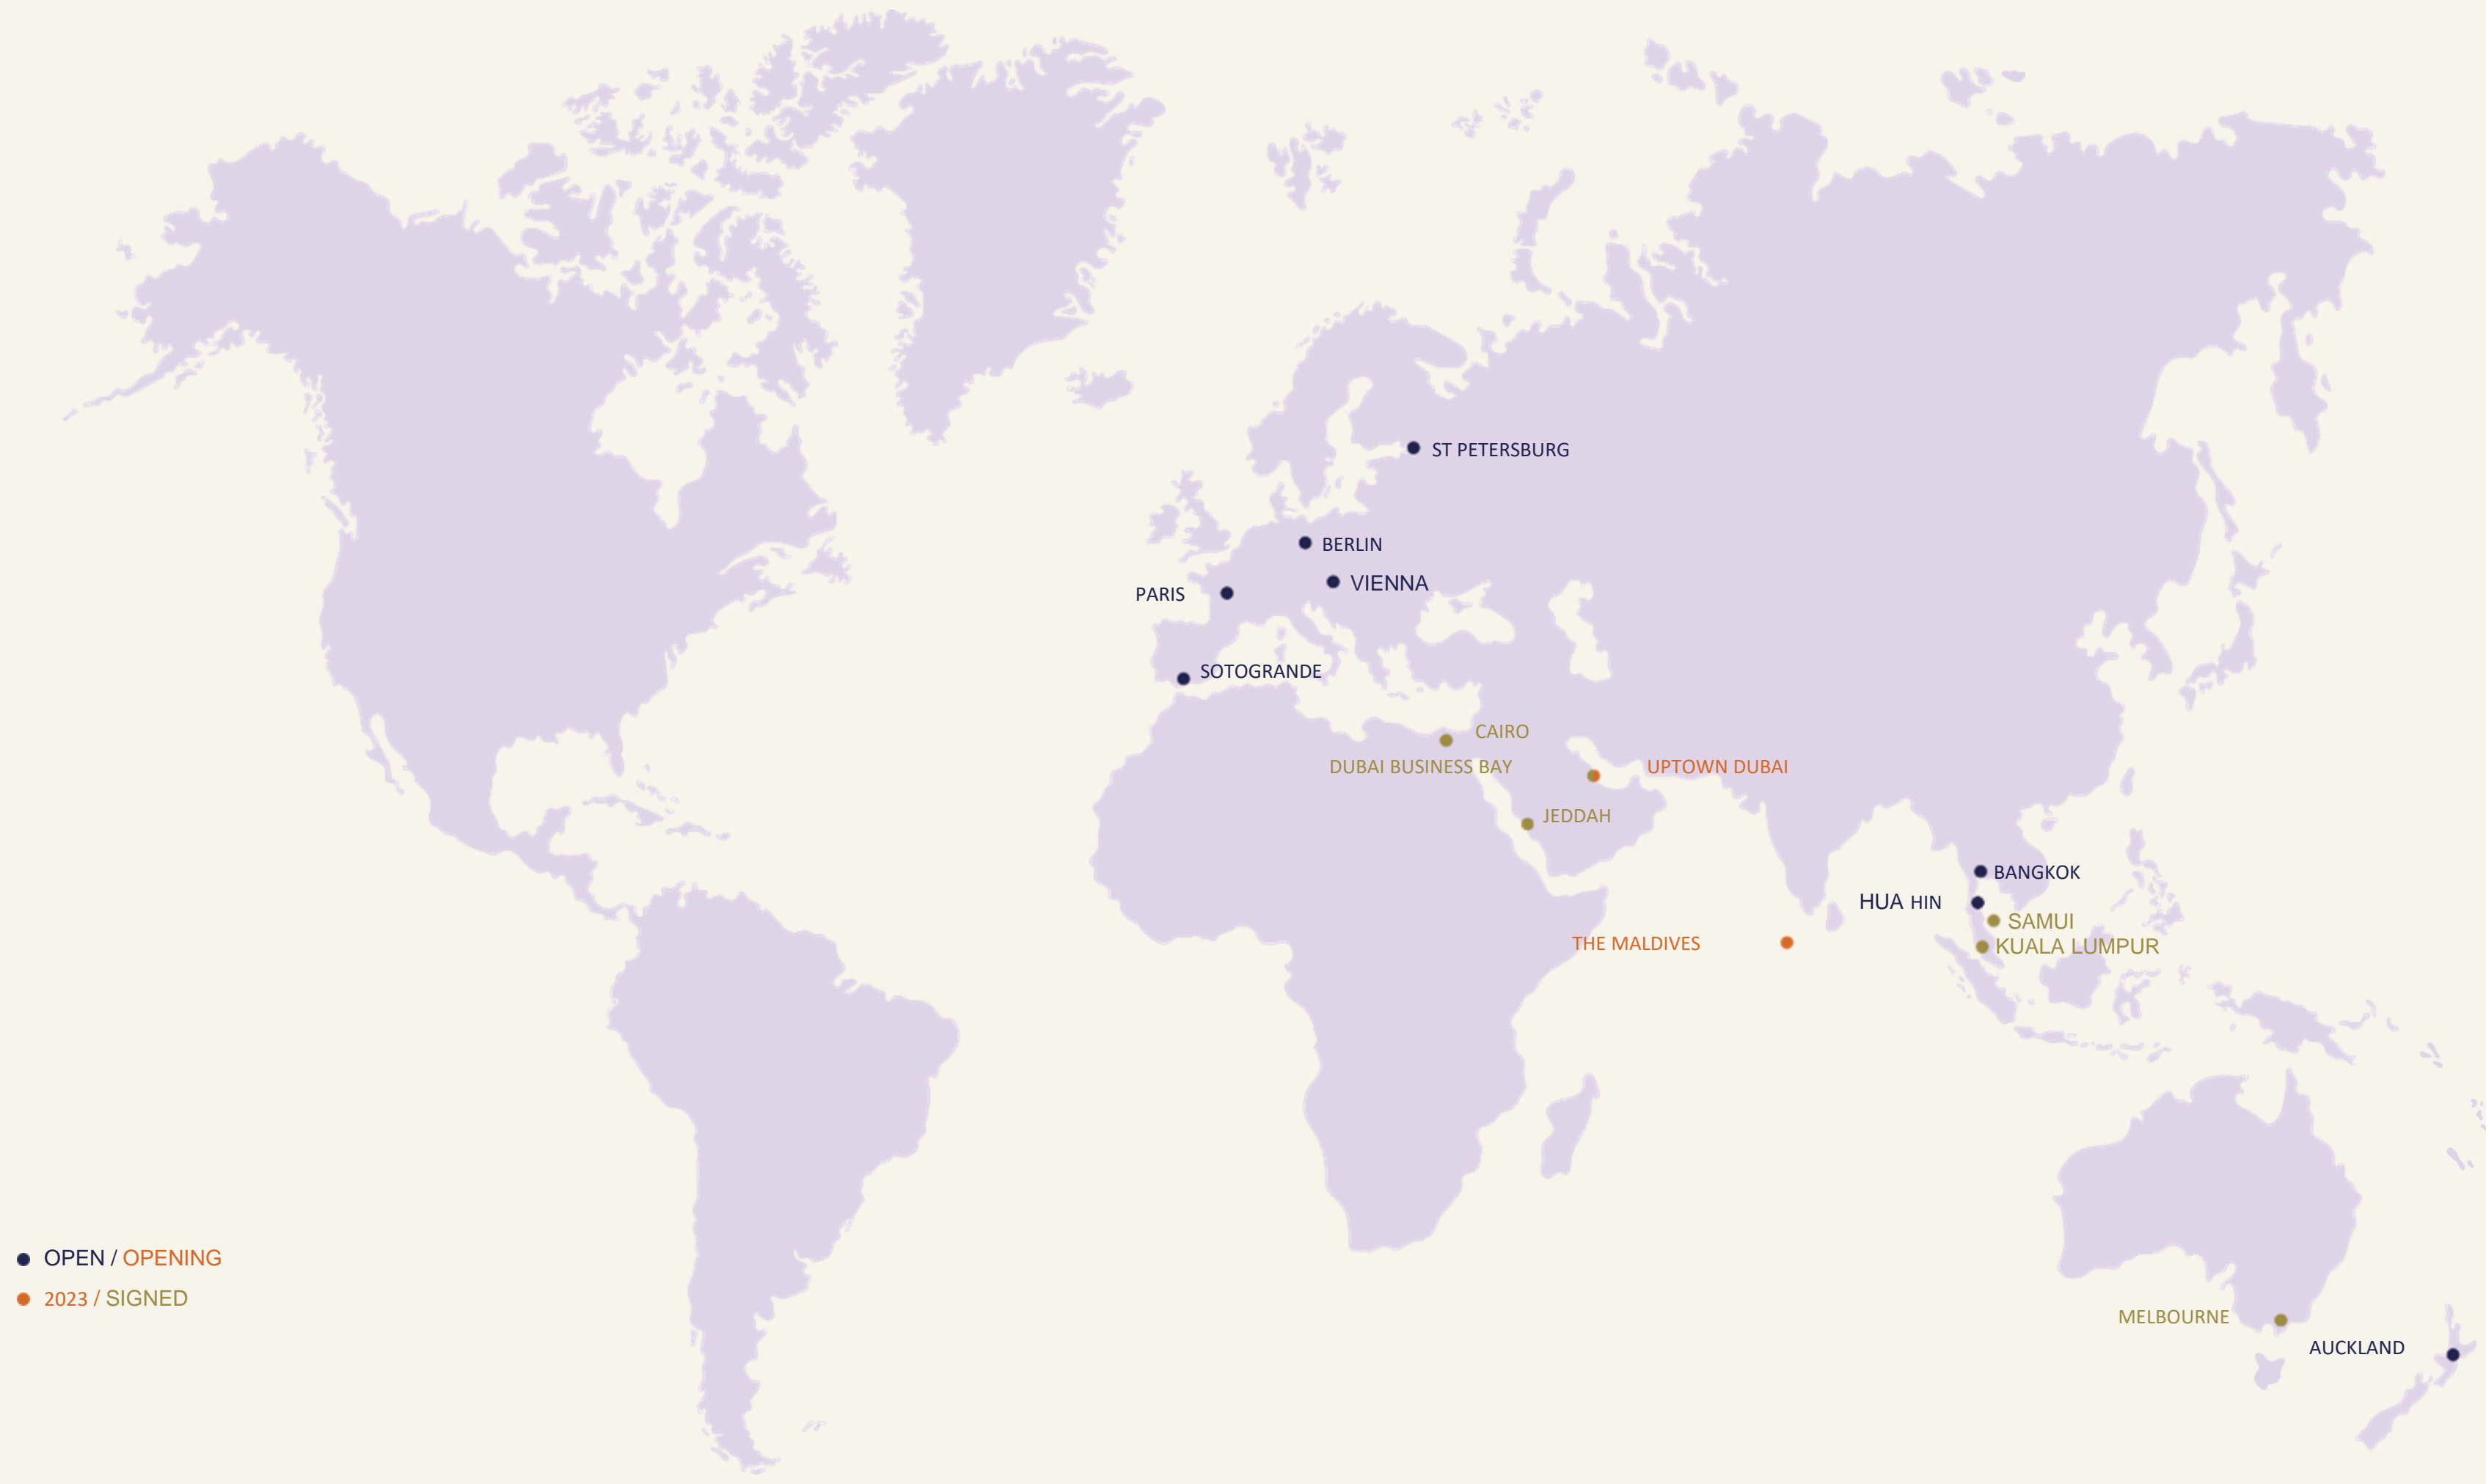 ST PETERSBURG
BERLIN
VIENNA
PARIS
SOTOGRANDE
CAIRO
DUBAI BUSINESS BAY
UPTOWN DUBAI
JEDDAH
BANGKOK
HUA HIN
SAMUI
THE MALDIVES
KUALA LUMPUR
OPEN / OPENING
2023 / SIGNED
MELBOURNE
AUCKLAND